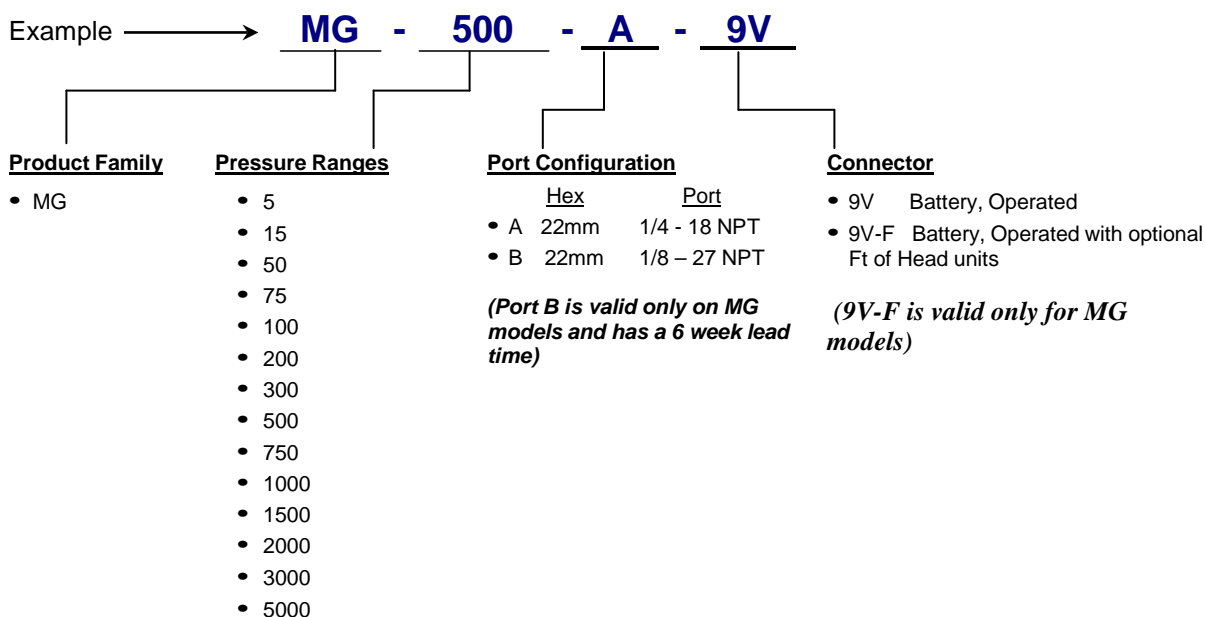 Example MG - 500 - A - 9V
Product Family
• MG
Pressure Ranges
• 5
• 15
• 50
• 75
• 100
• 200
• 300
• 500
• 750
• 1000
• 1500
• 2000
• 3000
• 5000
Port Configuration
Hex Port
• A 22mm 1/4 - 18 NPT
• B 22mm 1/8 – 27 NPT
(Port B is valid only on MG
models and has a 6 week lead
time)
Connector
• 9V Battery, Operated
• 9V-F Battery, Operated with optional
Ft of Head units
(9V-F is valid only for MG
models)